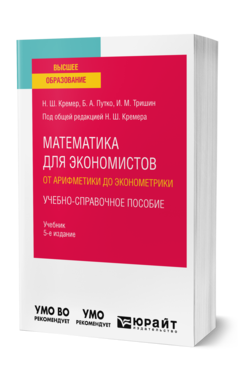 ВЫСШЕЕ
ОБРАЗОВАНИЕ
Н. Ш. Кремер, Б. А. Путко, И. М. Тришин
Под общей редакцией Н. Ш. Кремера
МАТЕМАТИКА
ДЛЯ ЭКОНОМИСТОВ
ОТ АРИФМЕТИКИ ДО ЭКОНОМЕТРИКИ
УЧЕБНО-СПРАВОЧНОЕ ПОСОБИЕ
Учебник
5-е издание
УМО ВО
РЕКОМЕНДУЕТ
УМО
РЕКОМЕНДУЕТ
юрайт
издательство